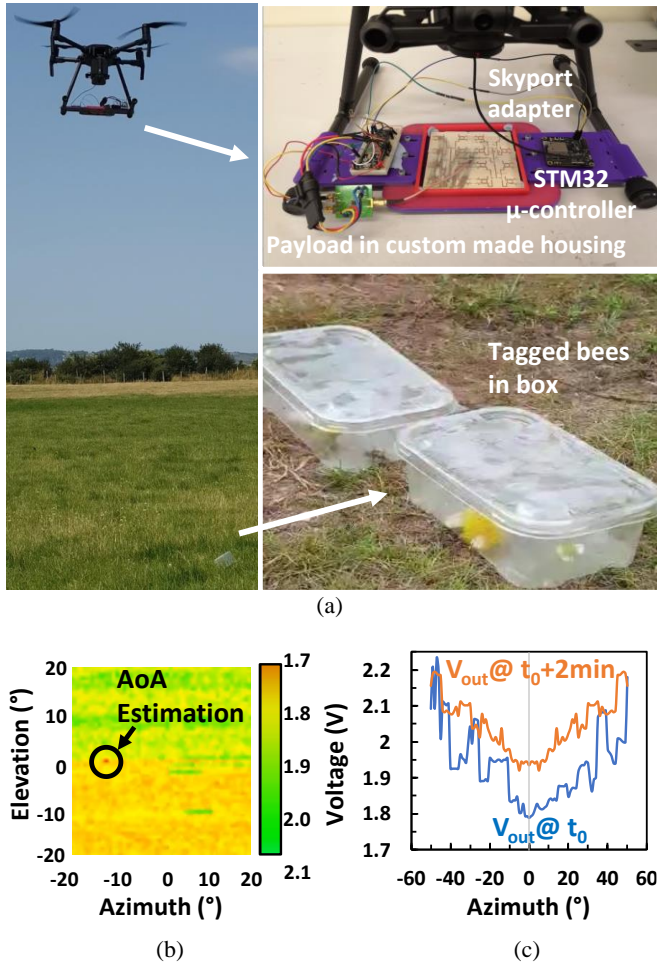 Skyport
adapter
STM32
μ-controller
Payload in custom made housing
Tagged bees
in box
(a)
20
10
0
-10
-20
-20 -10 0 10 20
Elevation (°)
Azimuth (°)
AoA
Estimation
1.7
1.8
1.9
2.0
2.1
Voltage (V)
(b)
2.2
2.1
2
1.9
1.8
1.7
-60 -40 -20 0 20 40 60
Azimuth (°)
Vout@ t0+2min
Vout@ t0
(c)